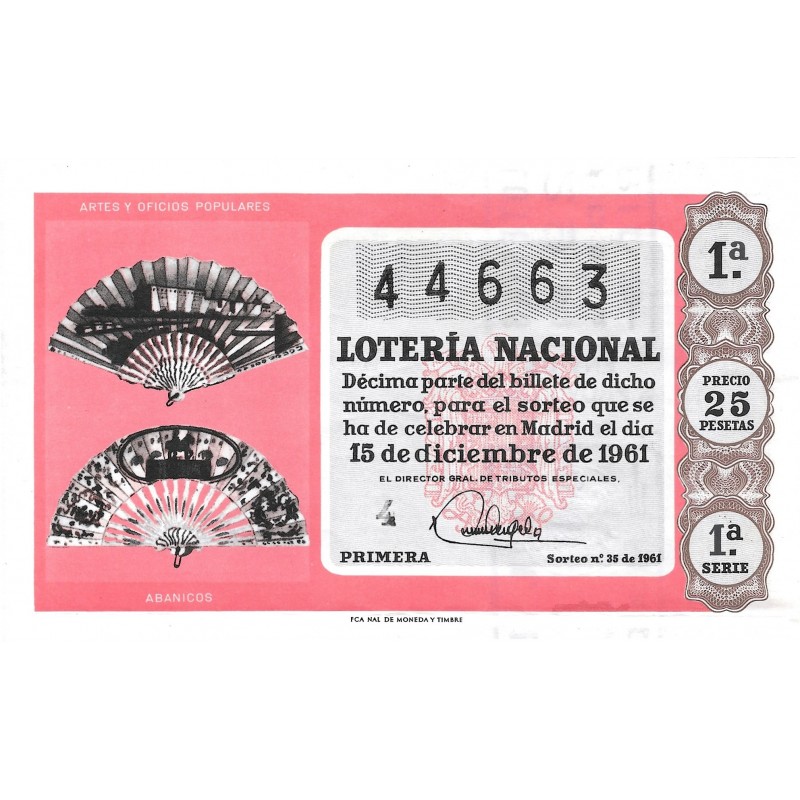 ARTES Y OFICIOS POPULARES
ABANICOS
44663
LOTERÍA NACIONAL
Décima parte del billete de dicho
número, para el sorteo que se
ha de celebrar en Madrid el día
15 de diciembre de 1961
EL DIRECTOR GRAL. DE TRIBUTOS ESPECIALES,
4
PRIMERA
Sorteo nº. 35 de 1961
1ª.
PRECIO
25
PESETAS
1ª.
SERIE
FCA NAL DE MONEDA Y TIMBRE